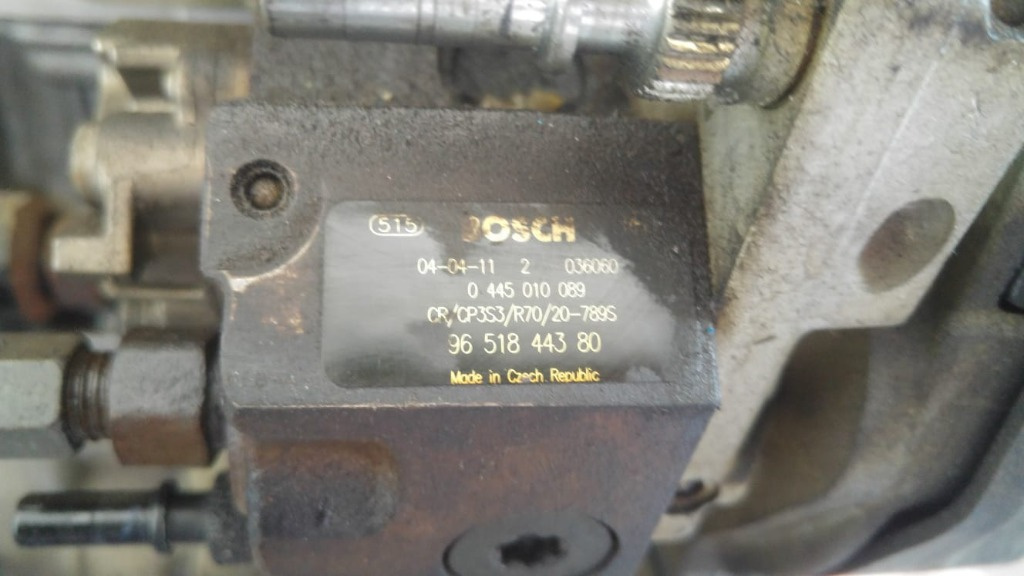 515 BOSCH
04-04-11 2 036060
0 445 010 089
CR/CP3S3/R70/20-789S
96 518 443 80
Made in Czech Republic